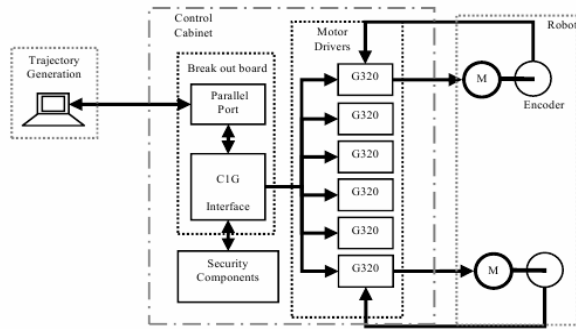 Control
Cabinet
Motor
Drivers
Robot
Trajectory
Generation
Break out board
Parallel
Port
G320
M
Encoder
G320
G320
C1G
Interface
G320
G320
Security
Components
G320
M